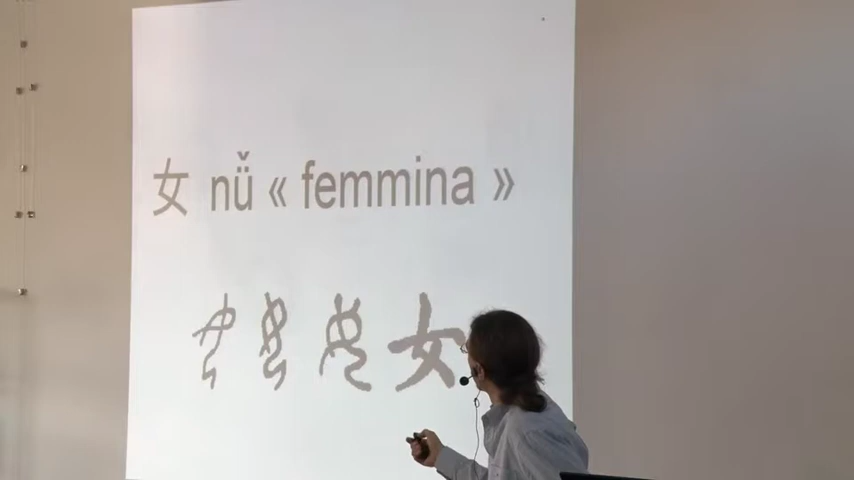 女 nǚ « femmina »
女